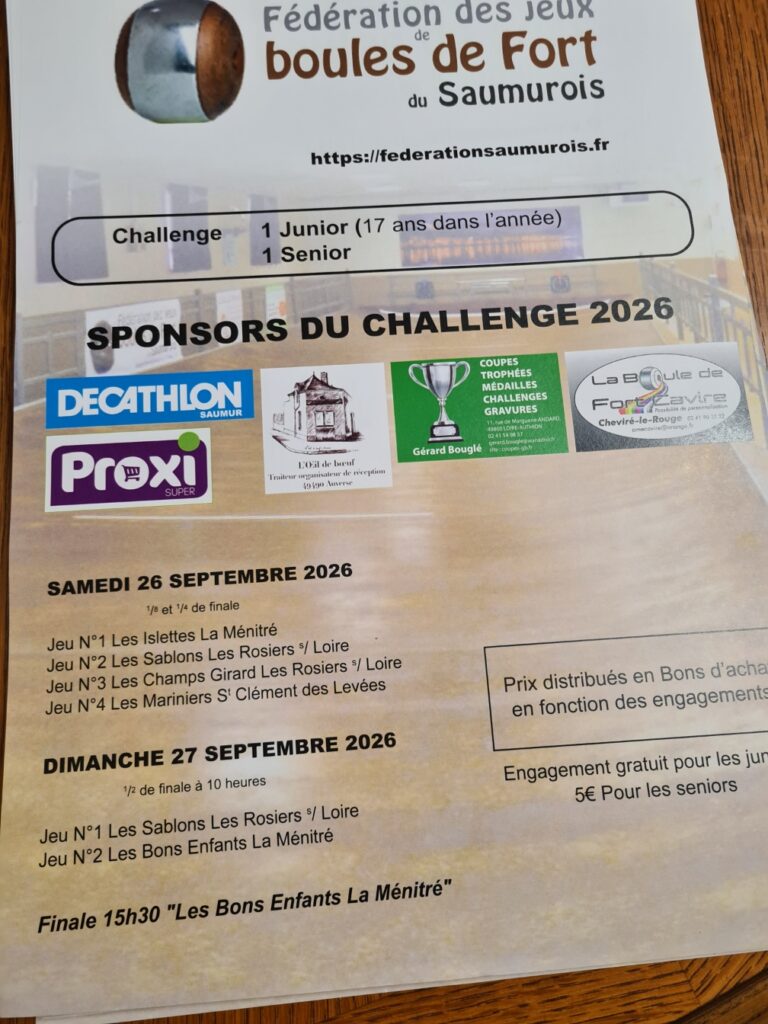 Fédération des jeux
de
boules de Fort
du Saumurois
https://federationsaumurois.fr
Challenge 1 Junior (17 ans dans l'année)
1 Senior
SPONSORS DU CHALLENGE 2026
DECATHLON
SAUMUR
Proxi
SUPER
L'Œil de bœuf
Traiteur organisateur de réception
49490 Auverse
COUPES
TROPHÉES
MÉDAILLES
CHALLENGES
GRAVURES
Gérard Bouglé
La Boule de
Fort Cavire
Possibilité de personnalisation
Cheviré-le-Rouge
SAMEDI 26 SEPTEMBRE 2026
1/8 et 1/4 de finale
Jeu N°1 Les Islettes La Ménitré
Jeu N°2 Les Sablons Les Rosiers s/ Loire
Jeu N°3 Les Champs Girard Les Rosiers s/ Loire
Jeu N°4 Les Mariniers St Clément des Levées
Prix distribués en Bons d'acha
en fonction des engagements
DIMANCHE 27 SEPTEMBRE 2026
1/2 de finale à 10 heures
Engagement gratuit pour les jun
5€ Pour les seniors
Jeu N°1 Les Sablons Les Rosiers s/ Loire
Jeu N°2 Les Bons Enfants La Ménitré
Finale 15h30 "Les Bons Enfants La Ménitré"